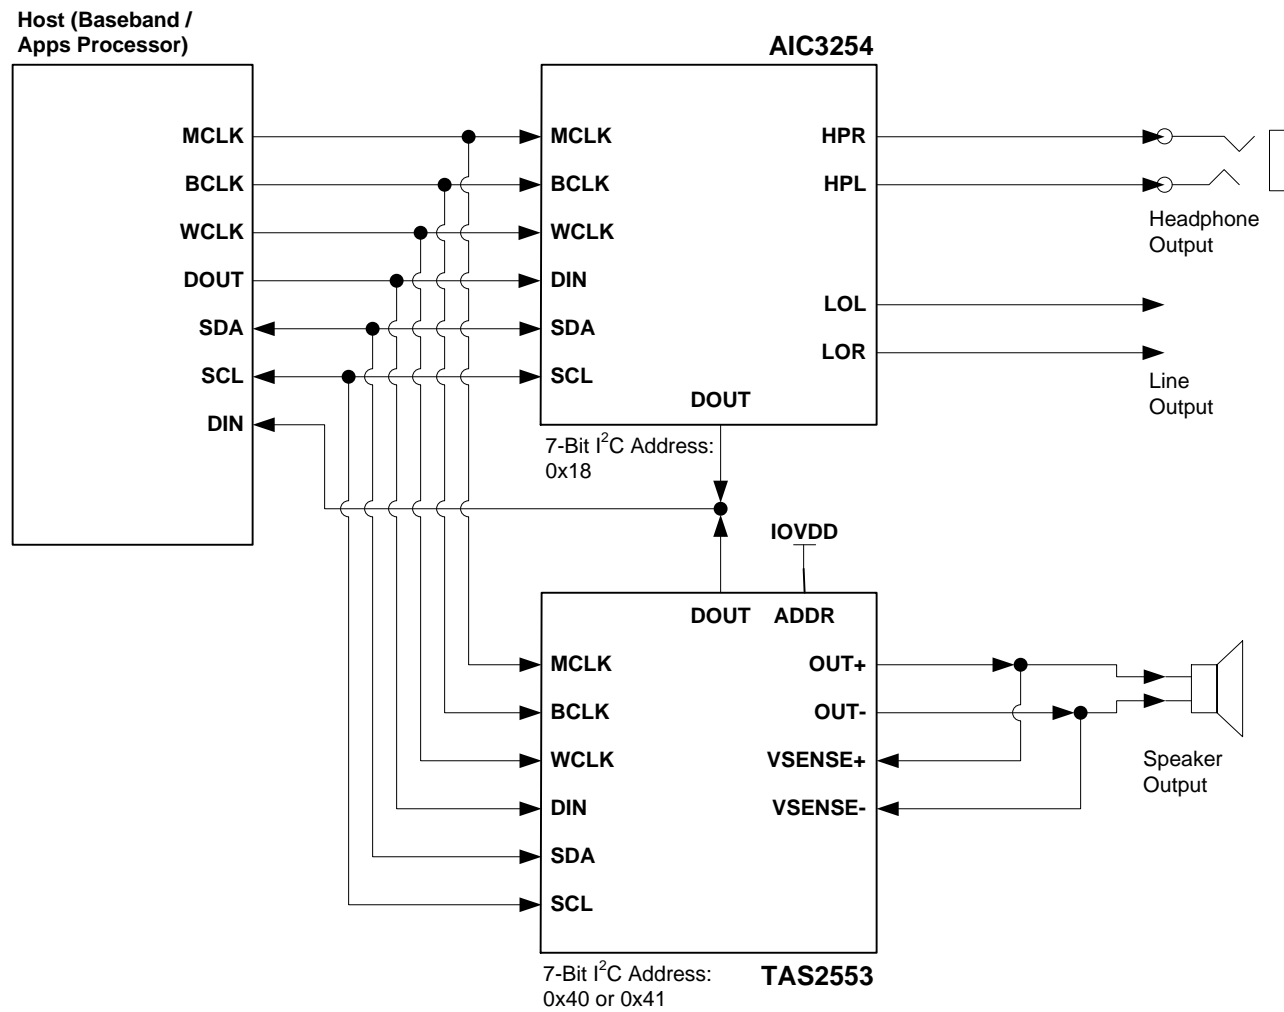 Host (Baseband /
Apps Processor)
MCLK
BCLK
WCLK
DOUT
SDA
SCL
DIN
AIC3254
MCLK
BCLK
WCLK
DIN
SDA
SCL
DOUT
HPR
HPL
LOL
LOR
Headphone
Output
Line
Output
7-Bit I²C Address:
0x18
IOVDD
DOUT
ADDR
MCLK
BCLK
WCLK
DIN
SDA
SCL
OUT+
OUT-
VSENSE+
VSENSE-
Speaker
Output
7-Bit I²C Address:
0x40 or 0x41
TAS2553